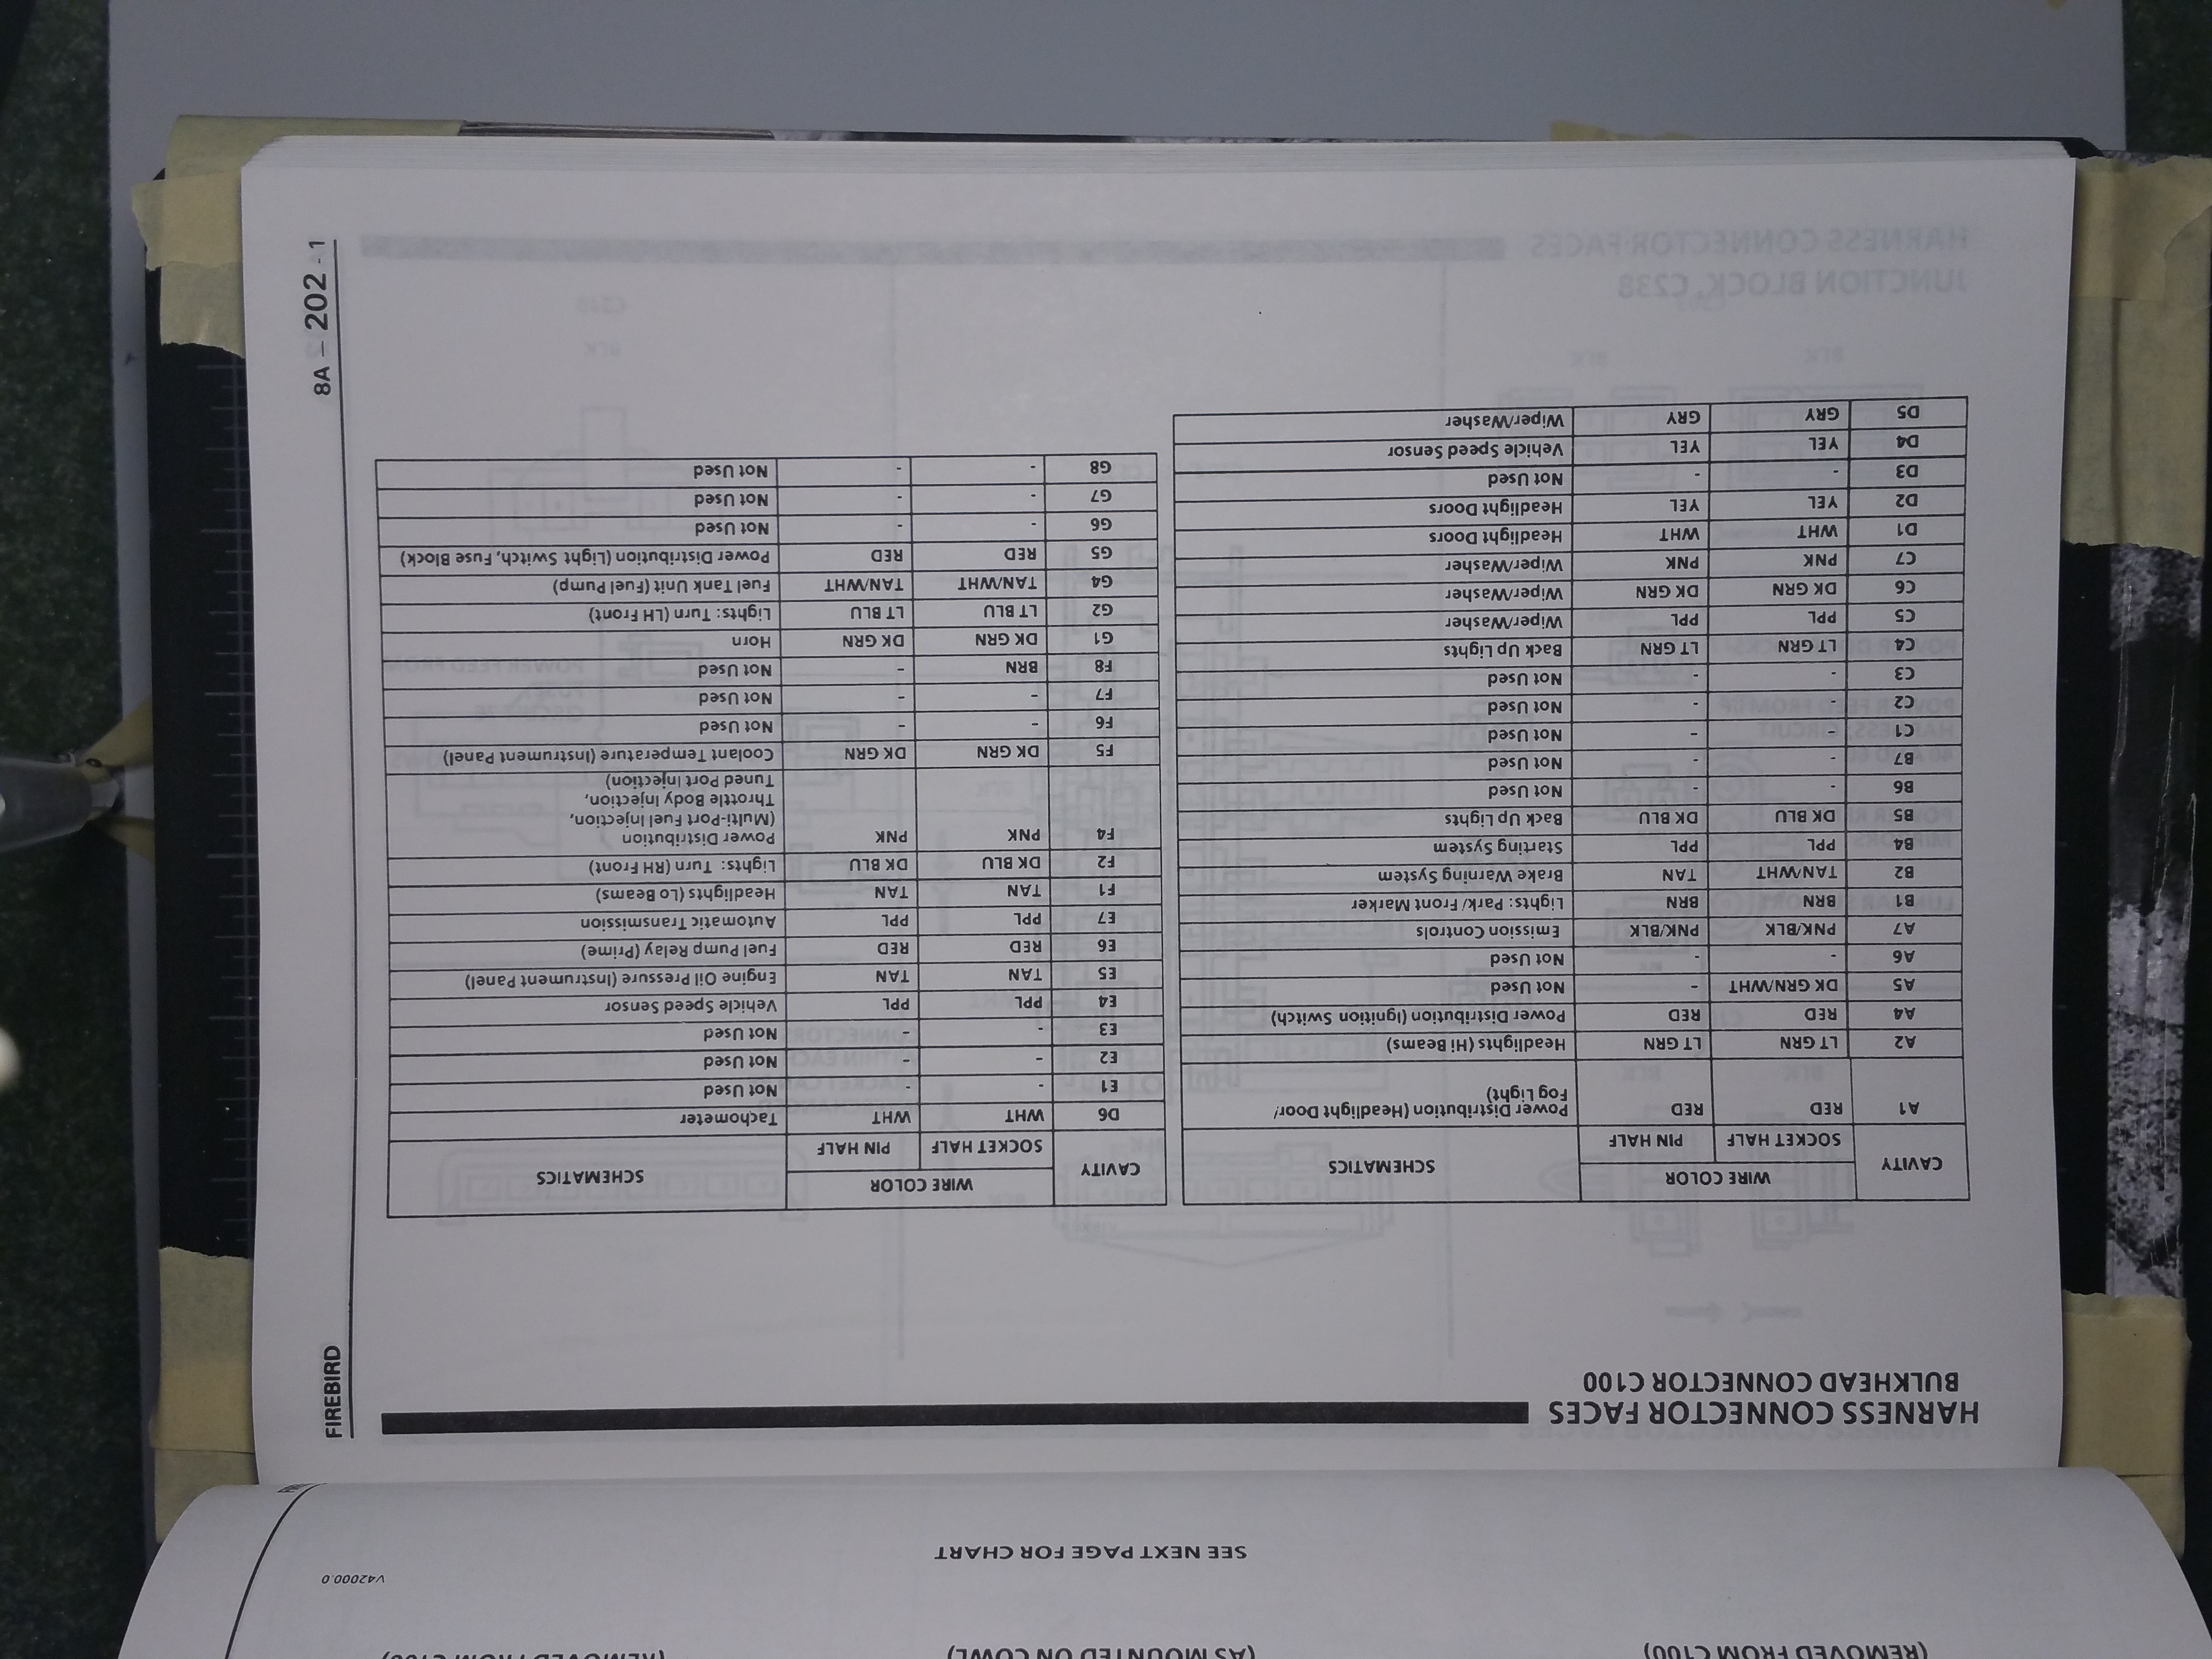 (REMOVED FROM C100) (AS MOUNTED ON COWL) (REMOVED FROM C100)
V42000.0
SEE NEXT PAGE FOR CHART
HARNESS CONNECTOR FACES
BULKHEAD CONNECTOR C100
FIREBIRD
CAVITY WIRE COLOR SCHEMATICS
SOCKET HALF PIN HALF
A1 RED RED Power Distribution (Headlight Door/
Fog Light)
A2 LT GRN LT GRN Headlights (Hi Beams)
A4 RED RED Power Distribution (Ignition Switch)
A5 DK GRN/WHT - Not Used
A6 - - Not Used
A7 PNK/BLK PNK/BLK Emission Controls
B1 BRN BRN Lights: Park/Front Marker
B2 TAN/WHT TAN Brake Warning System
B4 PPL PPL Starting System
B5 DK BLU DK BLU Back Up Lights
B6 - - Not Used
B7 - - Not Used
C1 - - Not Used
C2 - - Not Used
C3 - - Not Used
C4 LT GRN LT GRN Back Up Lights
C5 PPL PPL Wiper/Washer
C6 DK GRN DK GRN Wiper/Washer
C7 PNK PNK Wiper/Washer
D1 WHT WHT Headlight Doors
D2 YEL YEL Headlight Doors
D3 - - Not Used
D4 YEL YEL Vehicle Speed Sensor
D5 GRY GRY Wiper/Washer
CAVITY WIRE COLOR SCHEMATICS
SOCKET HALF PIN HALF
D6 WHT WHT Tachometer
E1 - - Not Used
E2 - - Not Used
E3 - - Not Used
E4 PPL PPL Vehicle Speed Sensor
E5 TAN TAN Engine Oil Pressure (Instrument Panel)
E6 RED RED Fuel Pump Relay (Prime)
E7 PPL PPL Automatic Transmission
F1 TAN TAN Headlights (Lo Beams)
F2 DK BLU DK BLU Lights: Turn (RH Front)
F4 PNK PNK Power Distribution
(Multi-Port Fuel Injection,
Throttle Body Injection,
Tuned Port Injection)
F5 DK GRN DK GRN Coolant Temperature (Instrument Panel)
F6 - - Not Used
F7 - - Not Used
F8 BRN - Not Used
G1 DK GRN DK GRN Horn
G2 LT BLU LT BLU Lights: Turn (LH Front)
G4 TAN/WHT TAN/WHT Fuel Tank Unit (Fuel Pump)
G5 RED RED Power Distribution (Light Switch, Fuse Block)
G6 - - Not Used
G7 - - Not Used
G8 - - Not Used
8A - 202 - 1
HARNESS CONNECTOR FACES
JUNCTION BLOCK, C238